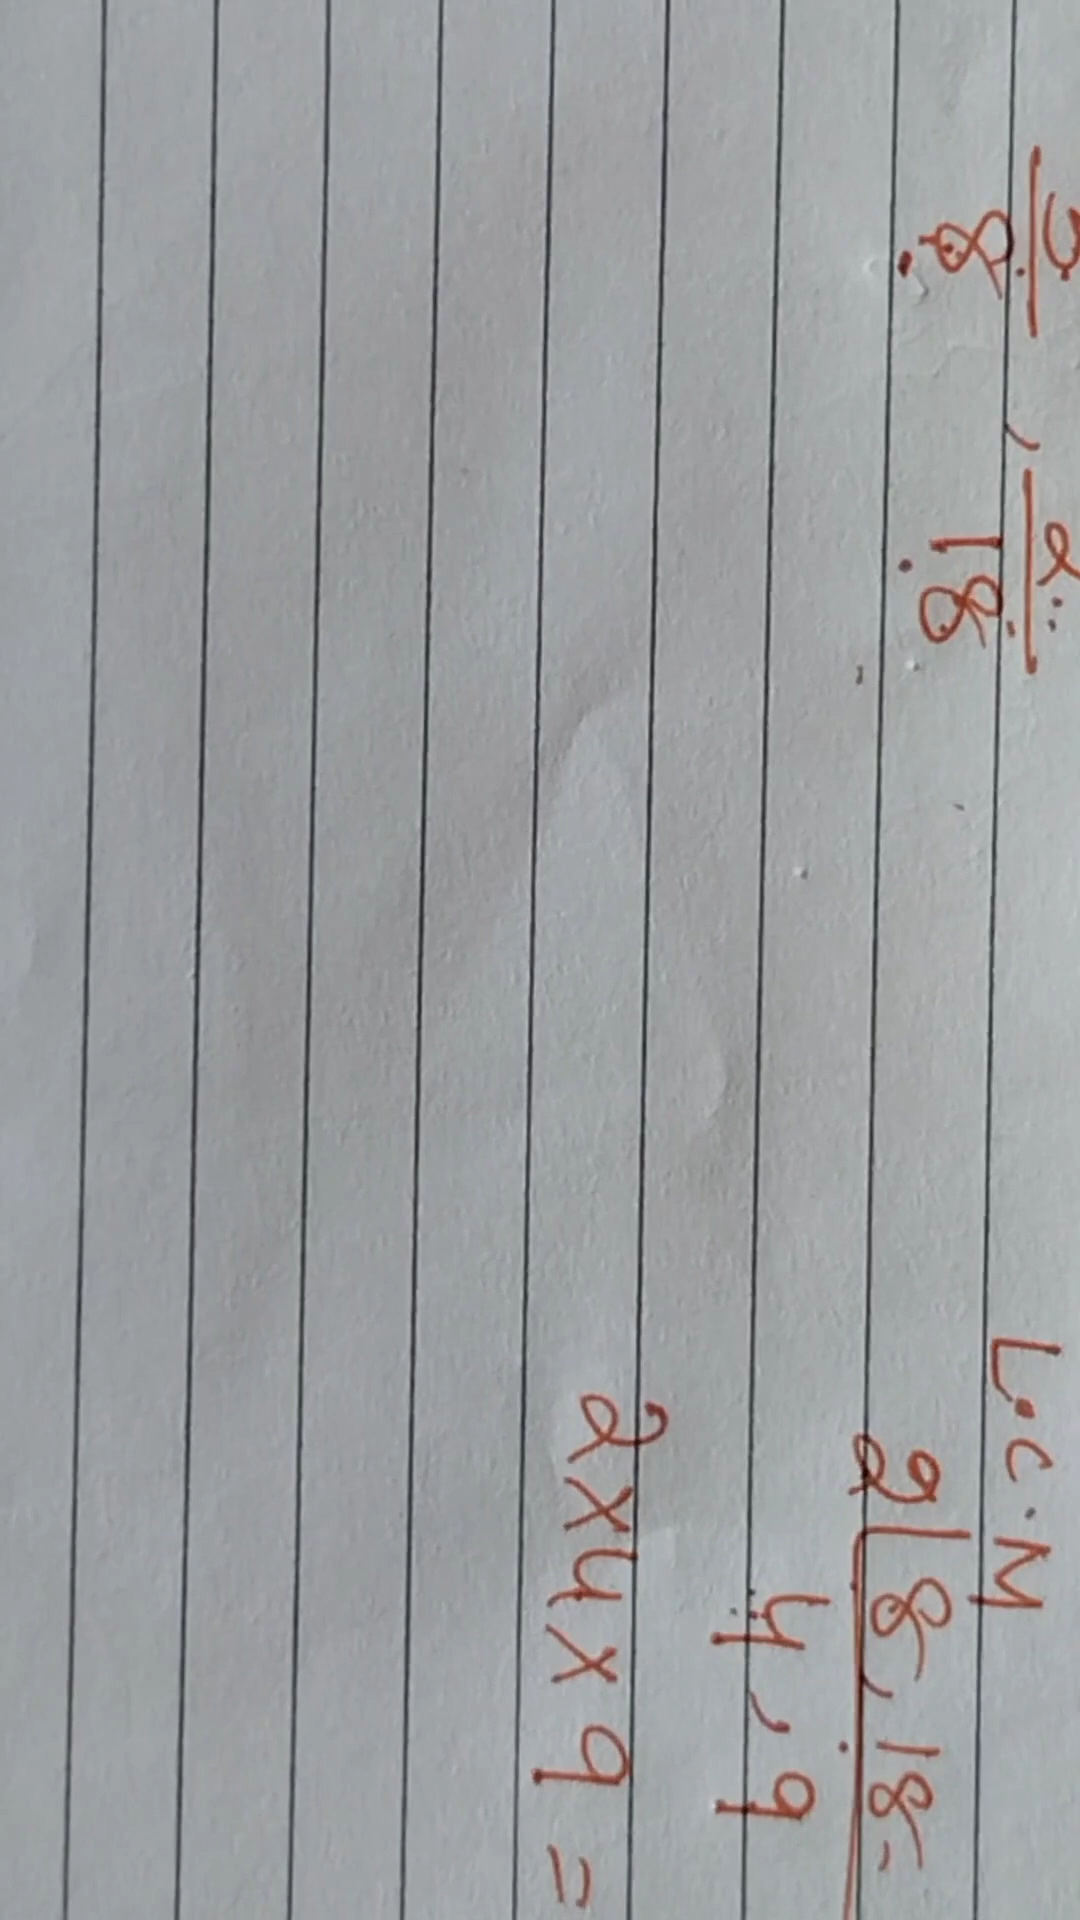 3/8 , 2/18
L.C.M
2 | 8, 18
4, 9
2 x 4 x 9 =